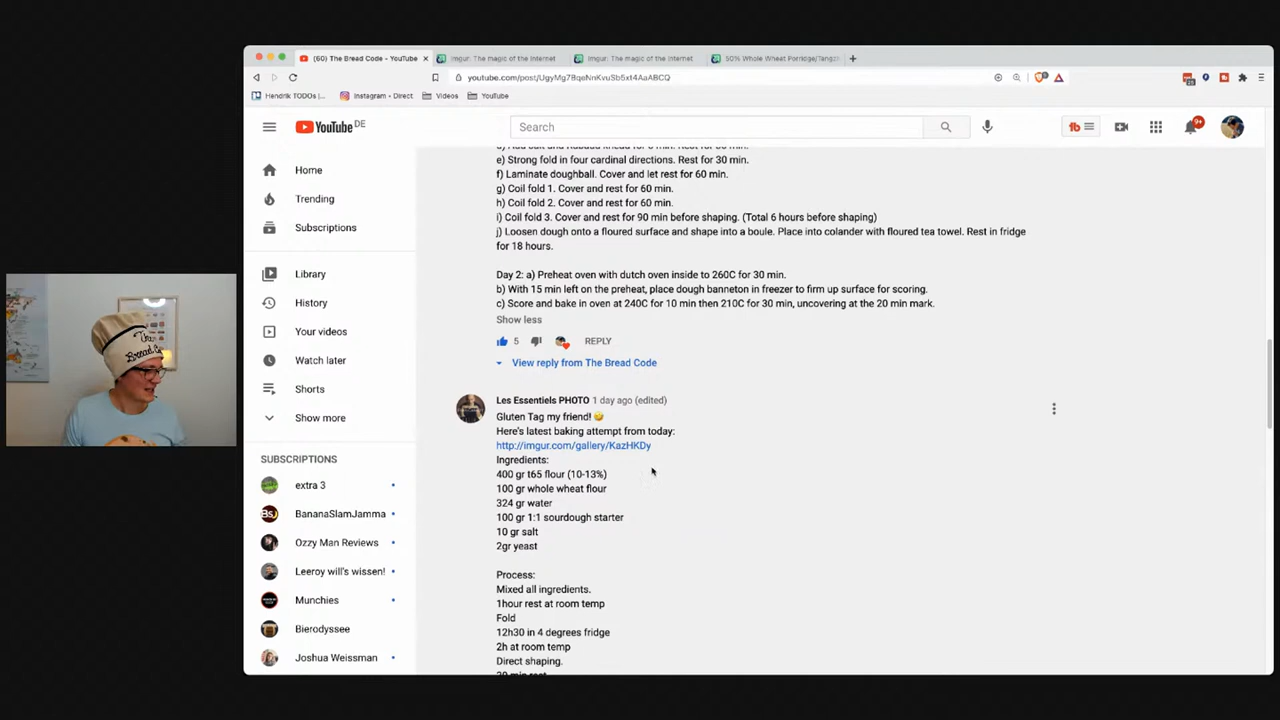 (60) The Bread Code - YouTube
Imgur: The magic of the Internet
Imgur: The magic of the Internet
50% Whole Wheat Porridge/Tangz
youtube.com/post/UgyMg7BqeNnKvuSb5xt4AaABCQ
Hendrik TODOs |...
Instagram • Direct
Videos
YouTube
YouTube DE
Search
9+
Home
Trending
Subscriptions
Library
History
Your videos
Watch later
Shorts
Show more
SUBSCRIPTIONS
extra 3
BananaSlamJamma
Ozzy Man Reviews
Leeroy will's wissen!
Munchies
Bierodyssee
Joshua Weissman
e) Strong fold in four cardinal directions. Rest for 30 min.
f) Laminate doughball. Cover and let rest for 60 min.
g) Coil fold 1. Cover and rest for 60 min.
h) Coil fold 2. Cover and rest for 60 min.
i) Coil fold 3. Cover and rest for 90 min before shaping. (Total 6 hours before shaping)
j) Loosen dough onto a floured surface and shape into a boule. Place into colander with floured tea towel. Rest in fridge
for 18 hours.
Day 2: a) Preheat oven with dutch oven inside to 260C for 30 min.
b) With 15 min left on the preheat, place dough banneton in freezer to firm up surface for scoring.
c) Score and bake in oven at 240C for 10 min then 210C for 30 min, uncovering at the 20 min mark.
Show less
5
REPLY
View reply from The Bread Code
Les Essentiels PHOTO 1 day ago (edited)
Gluten Tag my friend! 🤣
Here's latest baking attempt from today:
http://imgur.com/gallery/KazHKDy
Ingredients:
400 gr t65 flour (10-13%)
100 gr whole wheat flour
324 gr water
100 gr 1:1 sourdough starter
10 gr salt
2gr yeast
Process:
Mixed all ingredients.
1hour rest at room temp
Fold
12h30 in 4 degrees fridge
2h at room temp
Direct shaping.
The
Bread Co